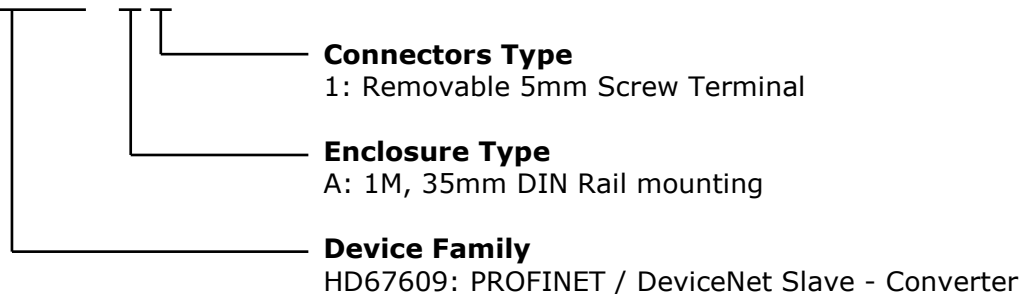 Connectors Type
1: Removable 5mm Screw Terminal
Enclosure Type
A: 1M, 35mm DIN Rail mounting
Device Family
HD67609: PROFINET / DeviceNet Slave - Converter